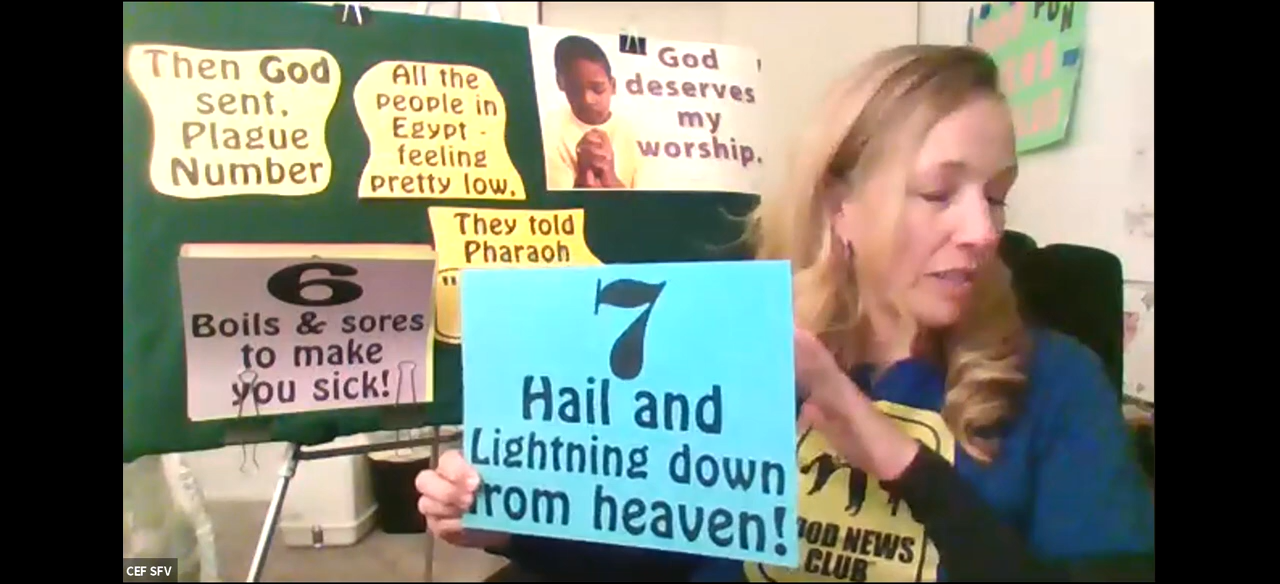 Then God
sent,
Plague
Number
All the
people in
Egypt -
feeling
pretty low,
God
deserves
my
worship.
They told
Pharaoh
6
Boils & sores
to make
you sick!
7
Hail and
Lightning down
from heaven!
GOOD NEWS
CLUB
CEF SFV